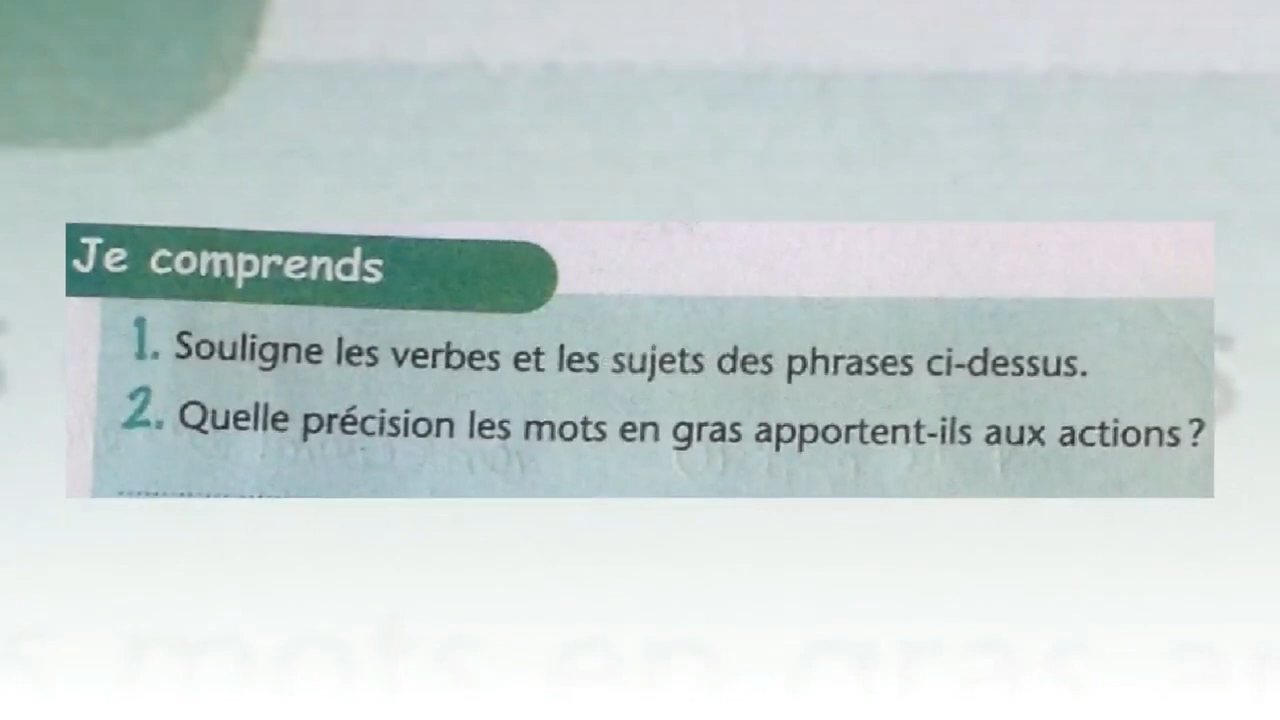 Je comprends
1. Souligne les verbes et les sujets des phrases ci-dessus.
2. Quelle précision les mots en gras apportent-ils aux actions ?